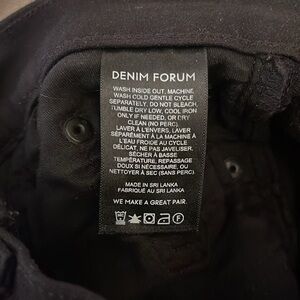 DENIM FORUM
WASH INSIDE OUT, MACHINE
WASH COLD GENTLE CYCLE
SEPARATELY, DO NOT BLEACH,
TUMBLE DRY LOW, COOL IRON
ONLY IF NEEDED, OR DRY
CLEAN (NO PERC).
LAVER À L'ENVERS, LAVER
SÉPARÉMENT À LA MACHINE À
L'EAU FROIDE AU CYCLE
DÉLICAT, NE PAS JAVELISER,
SÉCHER À BASSE
TEMPÉRATURE, REPASSAGE
DOUX SI NÉCESSAIRE, OU
NETTOYER À SEC (SANS PERC).
MADE IN SRI LANKA
FABRIQUÉ AU SRI LANKA
WE MAKE A GREAT PAIR.